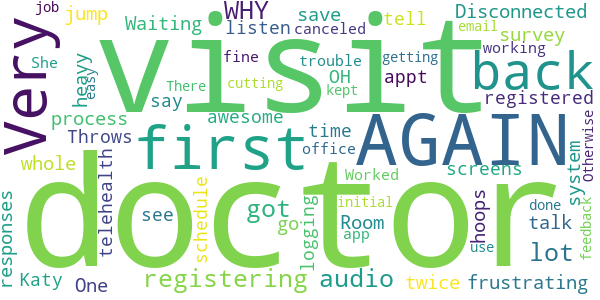 job
jump
WHY
save
tell
Disconnected
Waiting
listen
canceled
email
survey
She
Very
heavy
easy
visit
fine
trouble
getting
working
There
cutting
OH
kept
appt
back
registered
say
process
awesome
Throws
first
time
office
AGAIN
Otherwise
whole
telehealth
doctor
see
schedule
Worked
screens
system
responses
got
go
logging
initial
Room
app
hoops
use
done
talk
lot
feedback
Katy
One
registering
audio
twice
frustrating